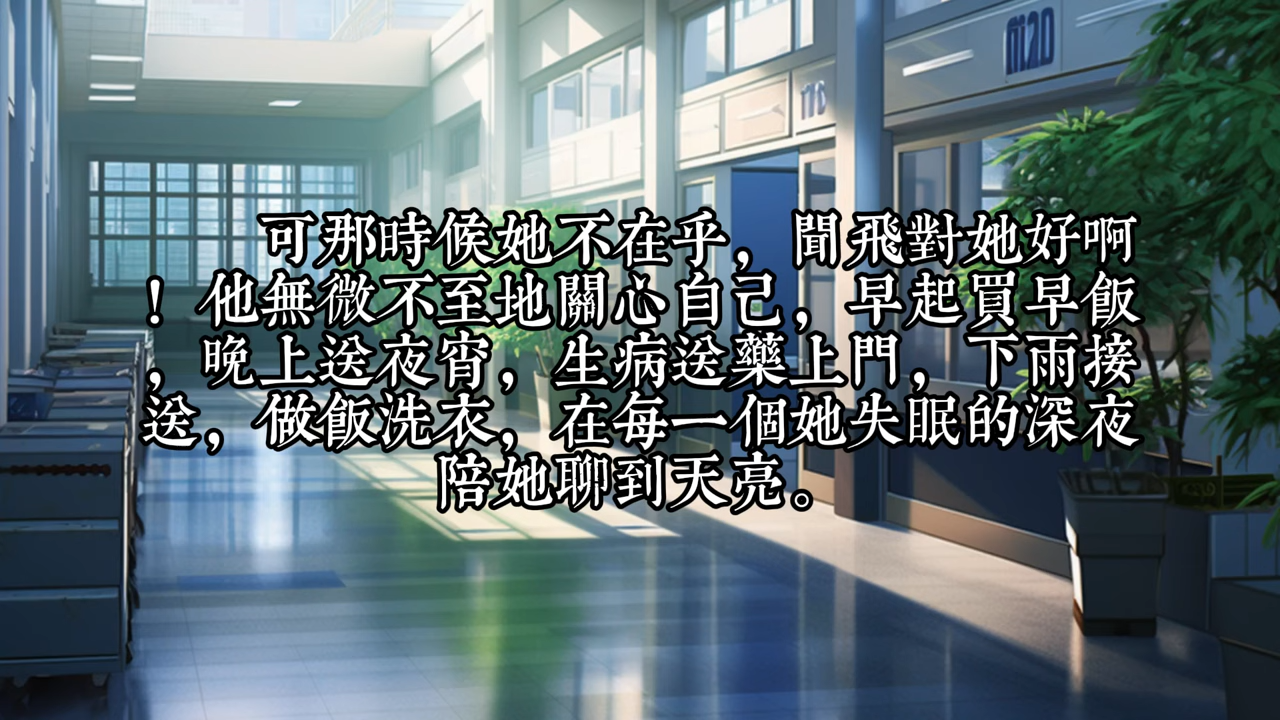 可那時候她不在乎，聞飛對她好啊
！他無微不至地關心自己，早起買早飯
，晚上送夜宵，生病送藥上門，下雨接
送，做飯洗衣，在每一個她失眠的深夜
陪她聊到天亮。